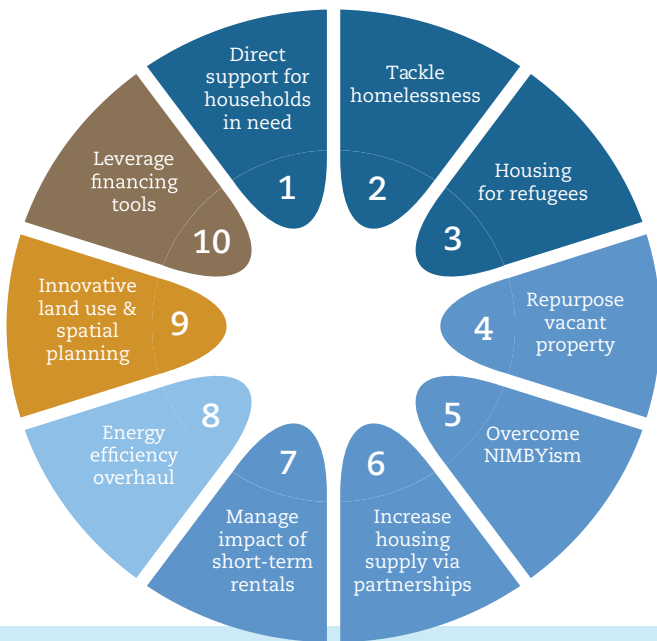 Direct
support for
households
in need
1
Tackle
homelessness
2
Housing
for refugees
3
Repurpose
vacant
property
4
Overcome
NIMBYism
5
Increase
housing
supply via
partnerships
6
Manage
impact of
short-term
rentals
7
Energy
efficiency
overhaul
8
Innovative
land use &
spatial
planning
9
Leverage
financing
tools
10